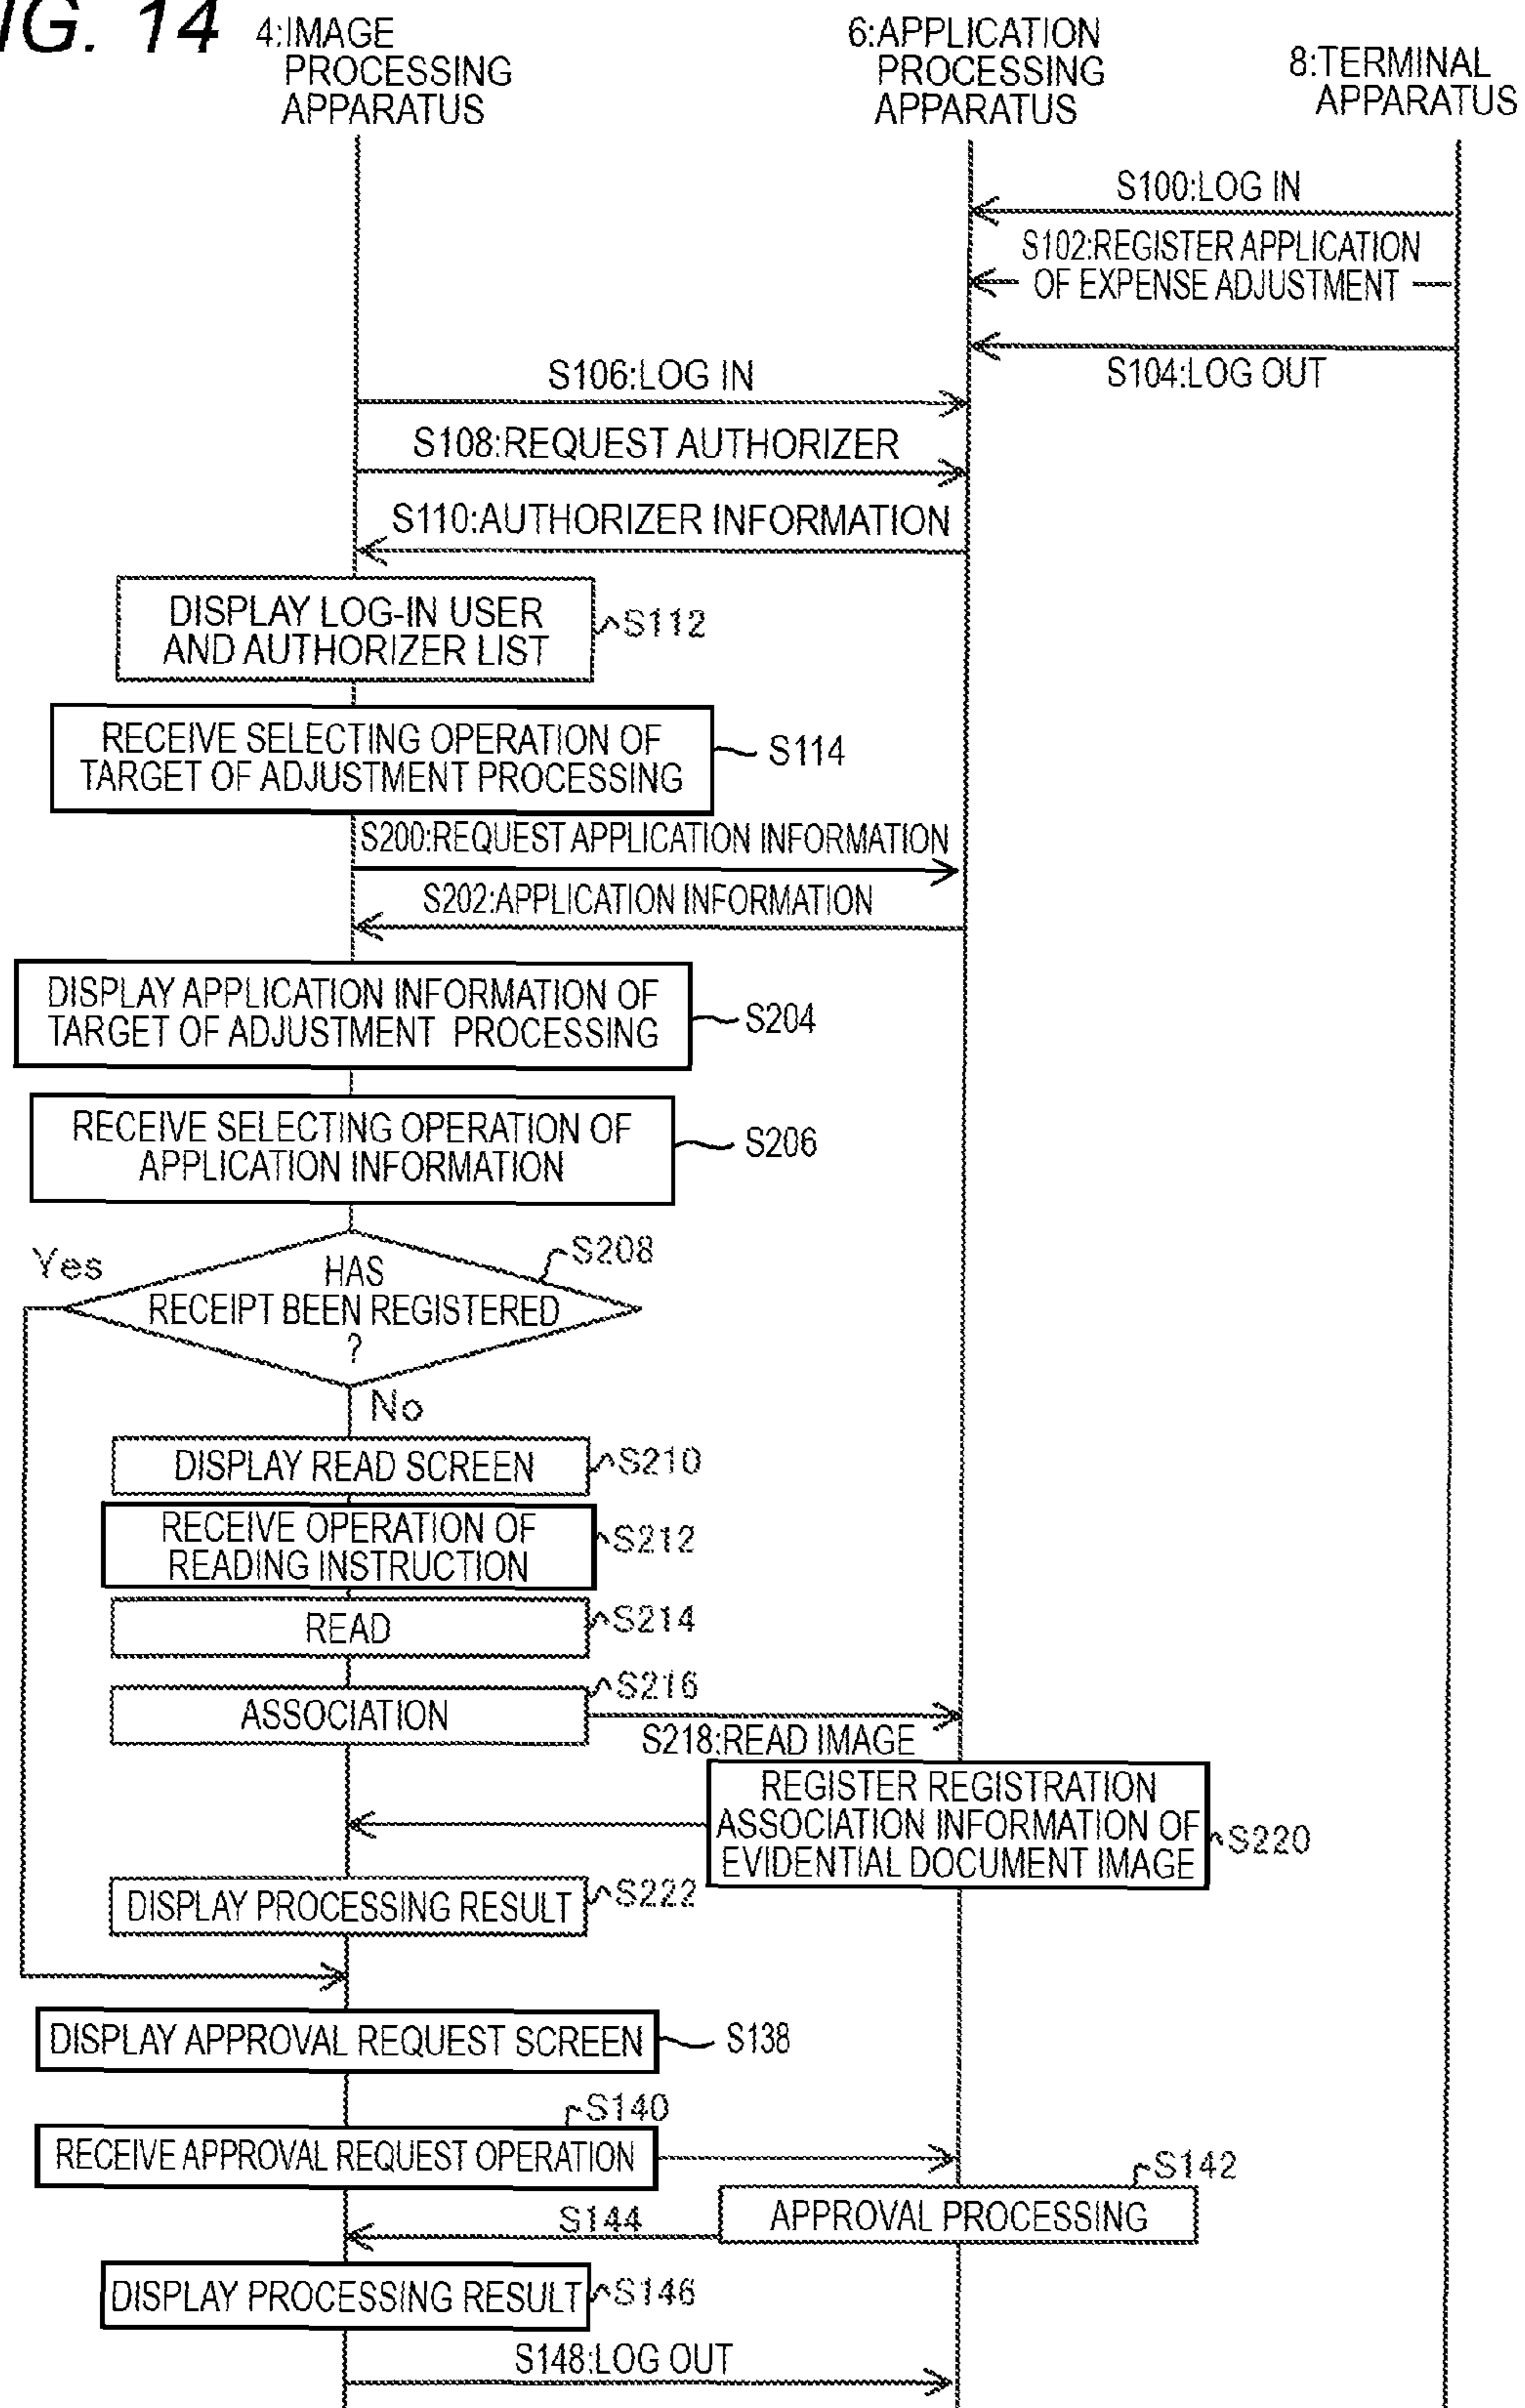 IG. 14
4:IMAGE
PROCESSING
APPARATUS
6:APPLICATION
PROCESSING
APPARATUS
8:TERMINAL
APPARATUS
S100:LOG IN
S102:REGISTER APPLICATION
OF EXPENSE ADJUSTMENT
S104:LOG OUT
S106:LOG IN
S108:REQUEST AUTHORIZER
S110:AUTHORIZER INFORMATION
DISPLAY LOG-IN USER
AND AUTHORIZER LIST
S112
RECEIVE SELECTING OPERATION OF
TARGET OF ADJUSTMENT PROCESSING
S114
S200:REQUEST APPLICATION INFORMATION
S202:APPLICATION INFORMATION
DISPLAY APPLICATION INFORMATION OF
TARGET OF ADJUSTMENT PROCESSING
S204
RECEIVE SELECTING OPERATION OF
APPLICATION INFORMATION
S206
S208
Yes
HAS
RECEIPT BEEN REGISTERED
?
No
DISPLAY READ SCREEN
S210
RECEIVE OPERATION OF
READING INSTRUCTION
S212
READ
S214
S216
ASSOCIATION
S218:READ IMAGE
REGISTER REGISTRATION
ASSOCIATION INFORMATION OF
EVIDENTIAL DOCUMENT IMAGE
S220
DISPLAY PROCESSING RESULT
S222
DISPLAY APPROVAL REQUEST SCREEN
S138
S140
RECEIVE APPROVAL REQUEST OPERATION
S142
APPROVAL PROCESSING
S144
DISPLAY PROCESSING RESULT
S146
S148:LOG OUT